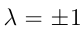 λ = ±1